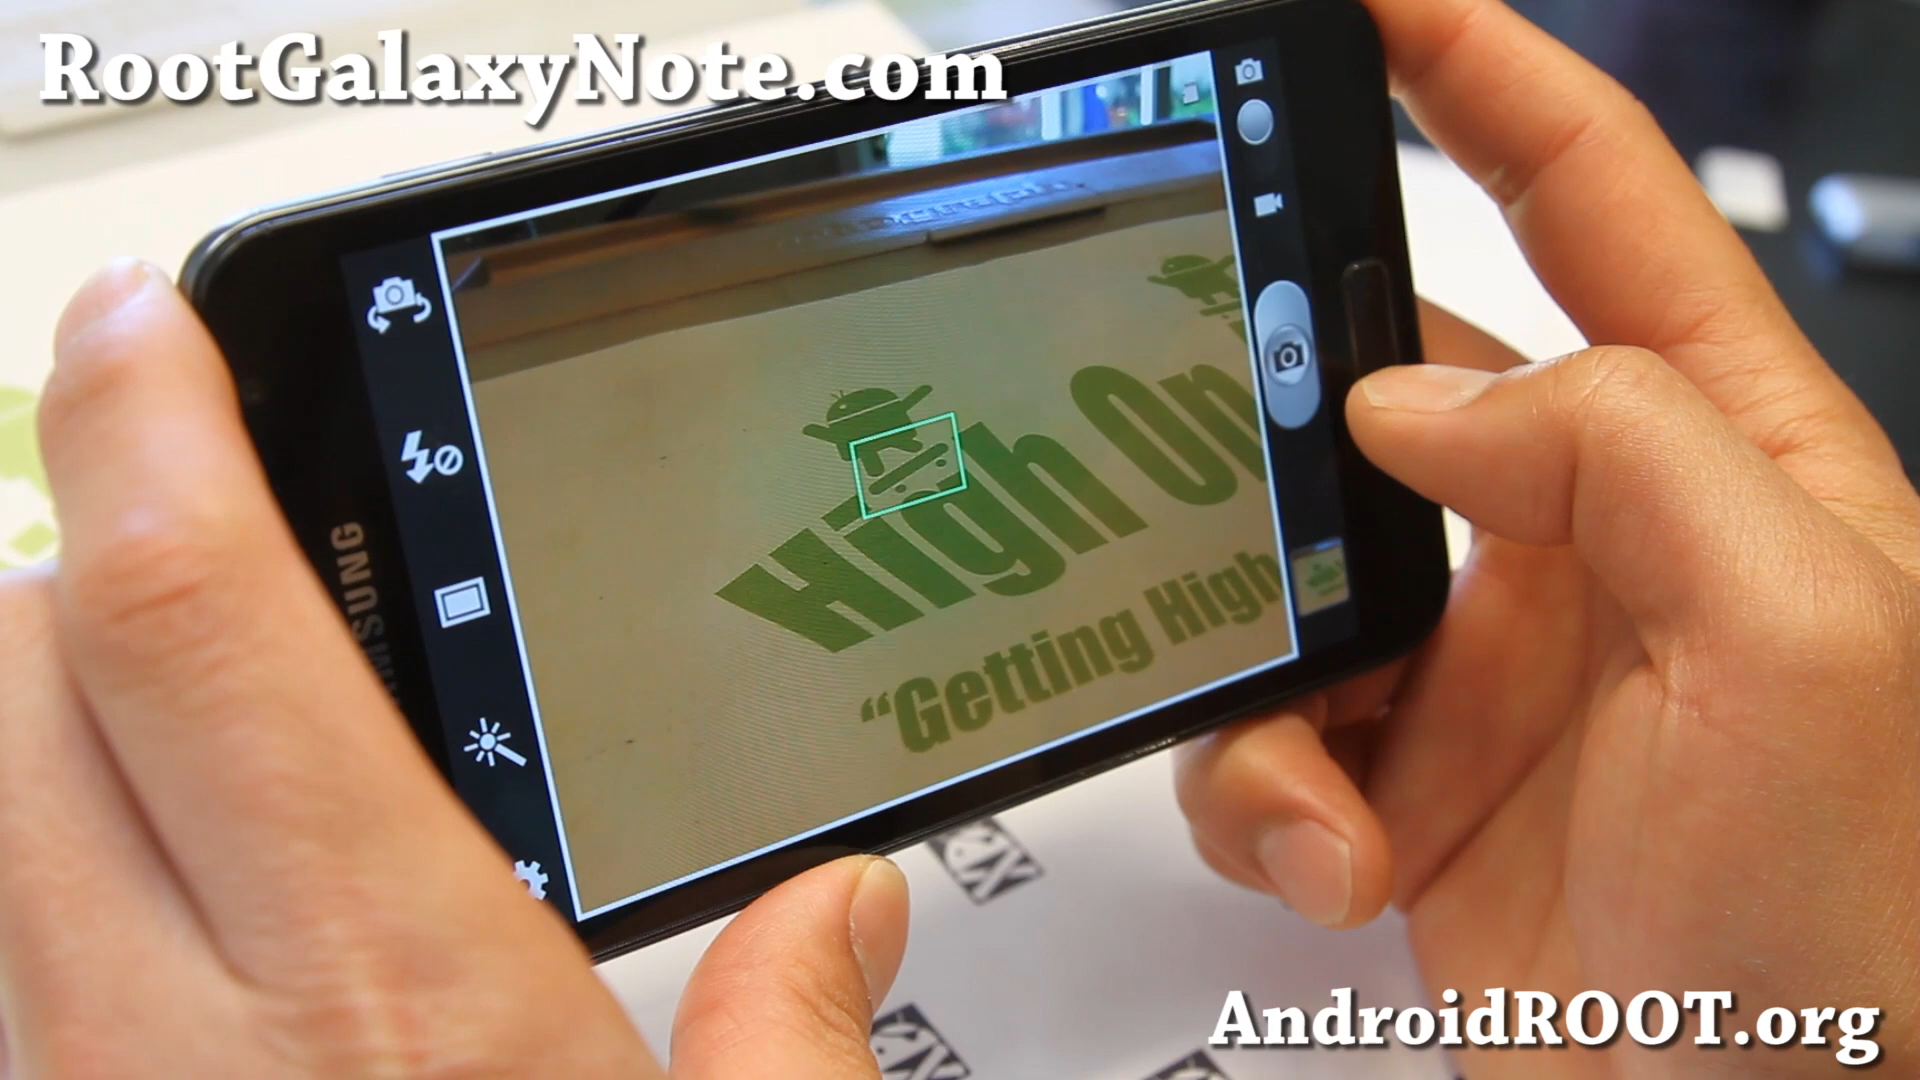 RootGalaxyNote.com
SAMSUNG
High On
“Getting High
AndroidROOT.org